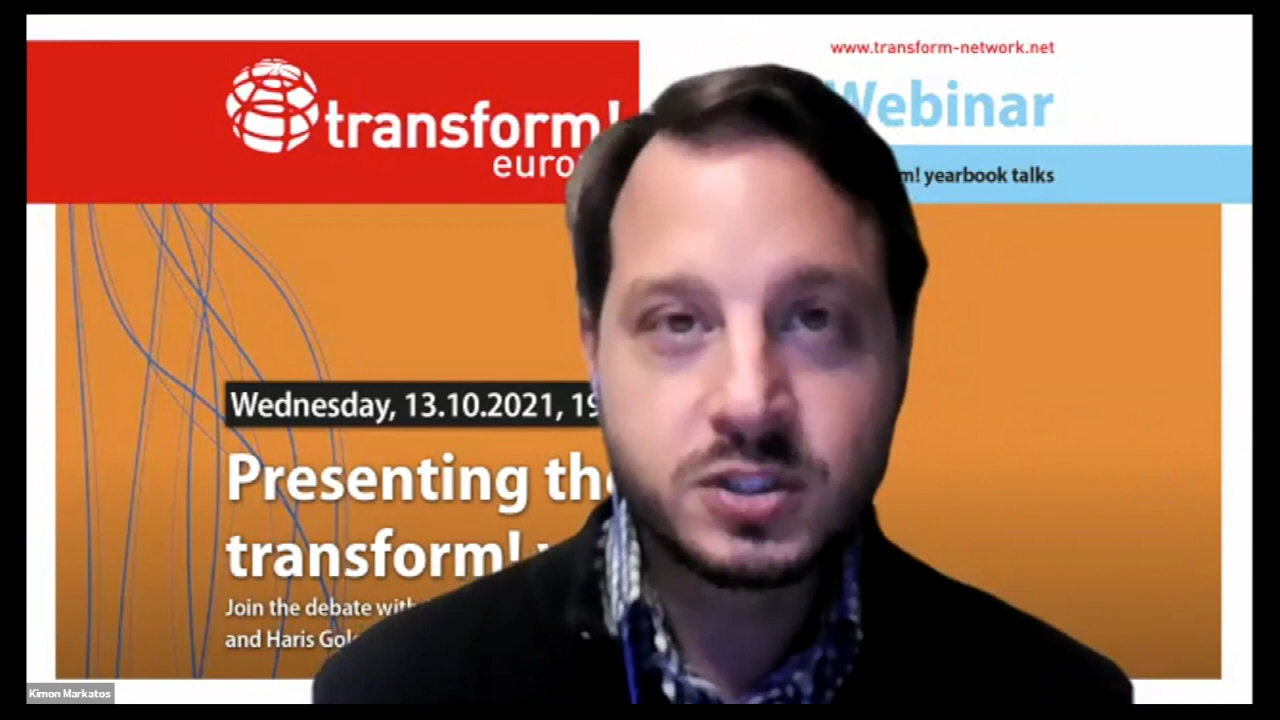 www.transform-network.net
transform!
euro
Webinar
m! yearbook talks
Wednesday, 13.10.2021, 19
Presenting the
transform!
Join the debate with
and Haris Gol
Kimon Markatos